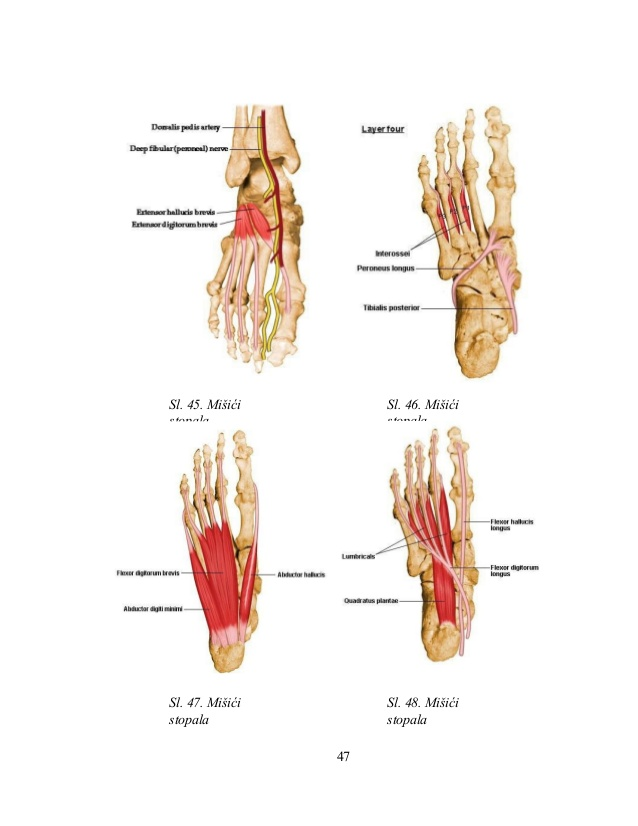 Dorsalis pedis artery
Deep fibular (peroneal) nerve
Extensor hallucis brevis
Extensor digitorum brevis
Layer four
Interossei
Peroneus longus
Tibialis posterior
Sl. 45. Mišići
stopala
Sl. 46. Mišići
stopala
Flexor digitorum brevis
Abductor hallucis
Abductor digiti minimi
Flexor hallucis
longus
Lumbricals
Flexor digitorum
longus
Quadratus plantae
Sl. 47. Mišići
stopala
Sl. 48. Mišići
stopala
47